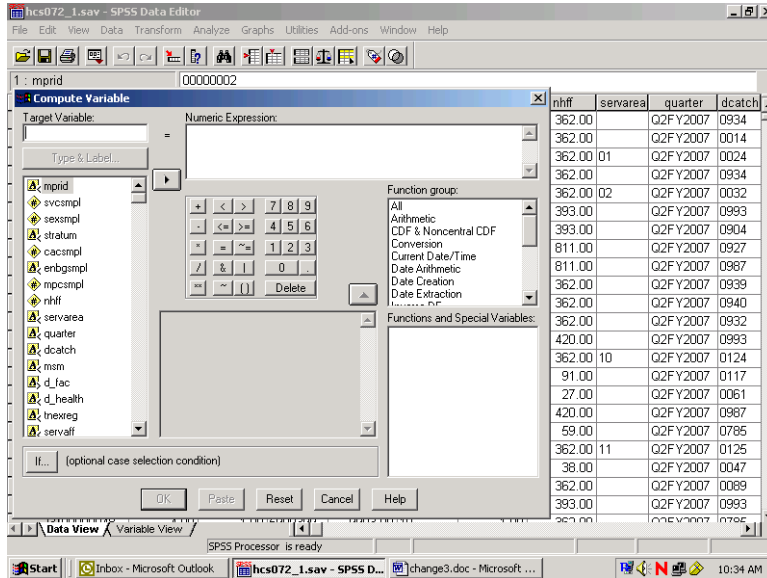 hcs072_1.sav - SPSS Data Editor
File Edit View Data Transform Analyze Graphs Utilities Add-ons Window Help
1 : mprid 00000002
Compute Variable
Target Variable:
=
Numeric Expression:
Type & Label...
mprid
svcsmpl
sexsmpl
stratum
cacsmpl
enbgsmpl
mpcsmpl
nhff
servarea
quarter
dcatch
msm
d_fac
d_health
tnexreg
servaff
+ < > 7 8 9
- <= >= 4 5 6
* = ~= 1 2 3
/ & | 0 .
** ~ () Delete
Function group:
All
Arithmetic
CDF & Noncentral CDF
Conversion
Current Date/Time
Date Arithmetic
Date Creation
Date Extraction
Functions and Special Variables:
If... (optional case selection condition)
OK Paste Reset Cancel Help
nhff servarea quarter dcatch
362.00 Q2FY2007 0934
362.00 Q2FY2007 0014
362.00 01 Q2FY2007 0024
362.00 Q2FY2007 0934
362.00 02 Q2FY2007 0032
393.00 Q2FY2007 0993
393.00 Q2FY2007 0904
811.00 Q2FY2007 0927
811.00 Q2FY2007 0987
362.00 Q2FY2007 0939
362.00 Q2FY2007 0940
362.00 Q2FY2007 0932
420.00 Q2FY2007 0993
362.00 10 Q2FY2007 0124
91.00 Q2FY2007 0117
27.00 Q2FY2007 0061
420.00 Q2FY2007 0987
59.00 Q2FY2007 0785
362.00 11 Q2FY2007 0125
38.00 Q2FY2007 0047
362.00 Q2FY2007 0089
393.00 Q2FY2007 0993
Data View Variable View
SPSS Processor is ready
Start Inbox - Microsoft Outlook hcs072_1.sav - SPSS D... change3.doc - Microsoft ... 10:34 AM